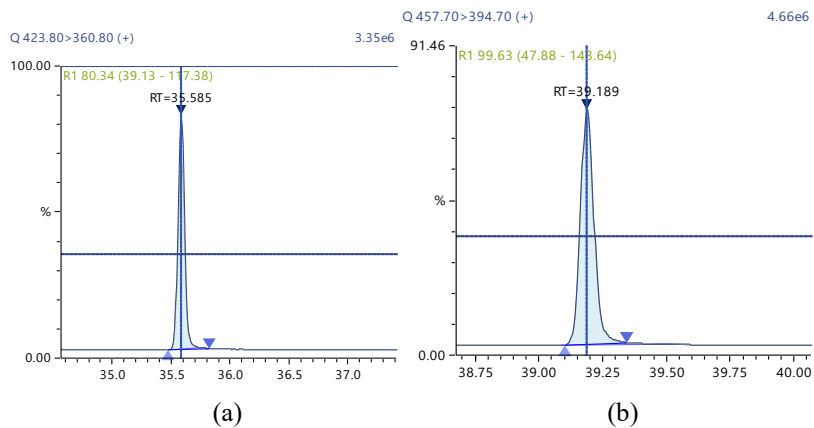 Q 423.80>360.80 (+) 3.35e6
100.00
R1 80.34 (39.13 - 117.38)
RT=35.585
%
0.00
35.0 35.5 36.0 36.5 37.0
(a)
Q 457.70>394.70 (+) 4.66e6
91.46
R1 99.63 (47.88 - 143.64)
RT=39.189
%
0.00
38.75 39.00 39.25 39.50 39.75 40.00
(b)